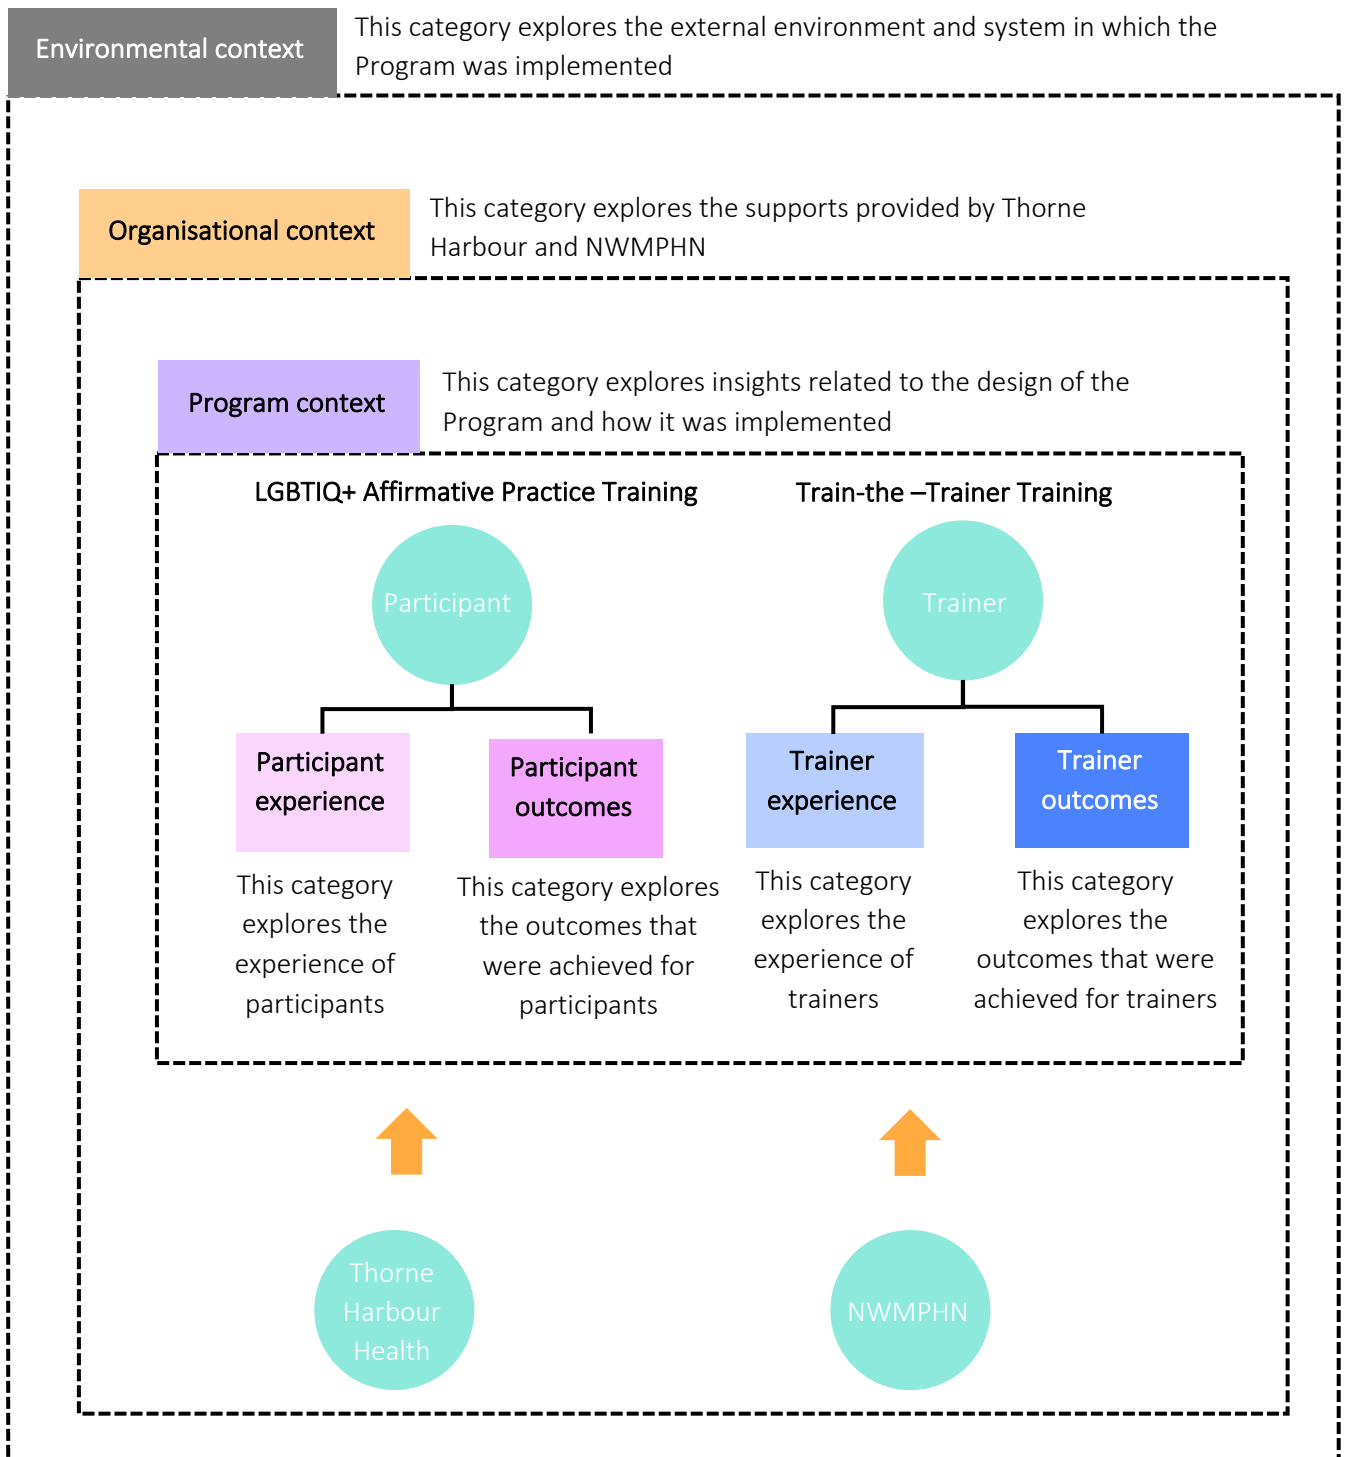 Environmental context
This category explores the external environment and system in which the
Program was implemented
Organisational context
This category explores the supports provided by Thorne
Harbour and NWMPHN
Program context
This category explores insights related to the design of the
Program and how it was implemented
LGBTIQ+ Affirmative Practice Training
Train-the –Trainer Training
Participant
Trainer
Participant
experience
Participant
outcomes
Trainer
experience
Trainer
outcomes
This category
explores the
experience of
participants
This category explores
the outcomes that
were achieved for
participants
This category
explores the
experience of
trainers
This category
explores the
outcomes that were
achieved for trainers
Thorne
Harbour
Health
NWMPHN